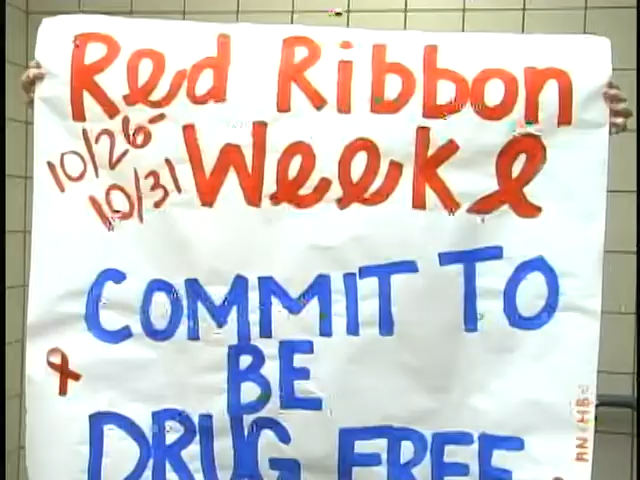 Red Ribbon
10/26-
10/31
Week
COMMIT TO
BE
DRUG FREE